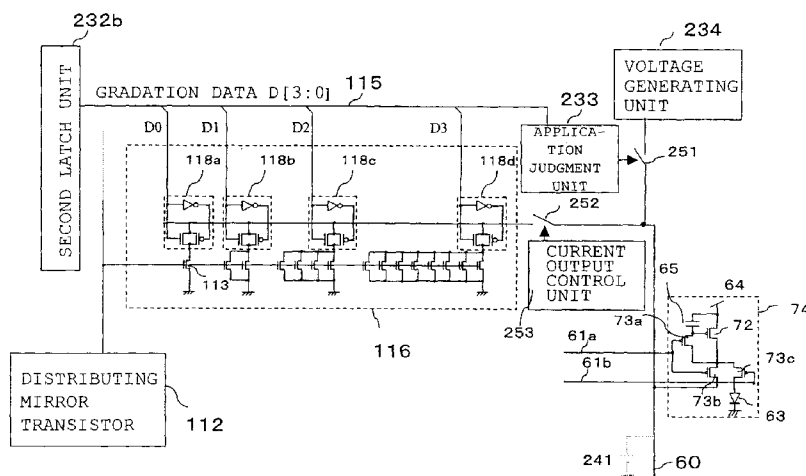 232b
234
SECOND LATCH UNIT
GRADATION DATA D[3:0]
115
VOLTAGE
GENERATING
UNIT
233
D0
D1
D2
D3
APPLICA-
TION
JUDGMENT
UNIT
251
118a
118b
118c
118d
252
113
CURRENT
OUTPUT
CONTROL
UNIT
253
116
65
64
74
73a
72
61a
61b
73c
73b
63
DISTRIBUTING
MIRROR
TRANSISTOR
112
241
60